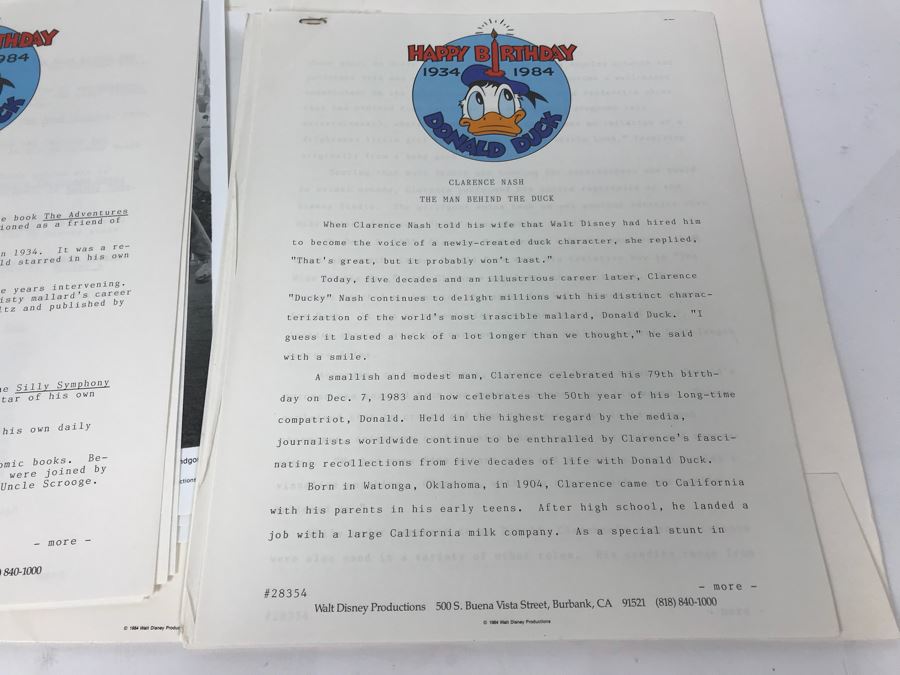 THDAY
984
CK
e book The Adventures
ioned as a friend of
n 1934.  It was a re-
ld starred in his own
e years intervening.
isty mallard's career
ltz and published by
e Silly Symphony
tar of his own
his own daily
omic books.  Be-
were joined by
Uncle Scrooge.
- more -
) 840-1000
© 1984 Walt Disney Produc
HAPPY BIRTHDAY
1934 1984
DONALD DUCK
CLARENCE NASH
THE MAN BEHIND THE DUCK
When Clarence Nash told his wife that Walt Disney had hired him
to become the voice of a newly-created duck character, she replied,
"That's great, but it probably won't last."
Today, five decades and an illustrious career later, Clarence
"Ducky" Nash continues to delight millions with his distinct charac-
terization of the world's most irascible mallard, Donald Duck.  "I
guess it lasted a heck of a lot longer than we thought," he said
with a smile.
A smallish and modest man, Clarence celebrated his 79th birth-
day on Dec. 7, 1983 and now celebrates the 50th year of his long-time
compatriot, Donald.  Held in the highest regard by the media,
journalists worldwide continue to be enthralled by Clarence's fasci-
nating recollections from five decades of life with Donald Duck.
Born in Watonga, Oklahoma, in 1904, Clarence came to California
with his parents in his early teens.  After high school, he landed a
job with a large California milk company.  As a special stunt in
- more -
#28354
Walt Disney Productions 500 S. Buena Vista Street, Burbank, CA 91521 (818) 840-1000
© 1984 Walt Disney Productions